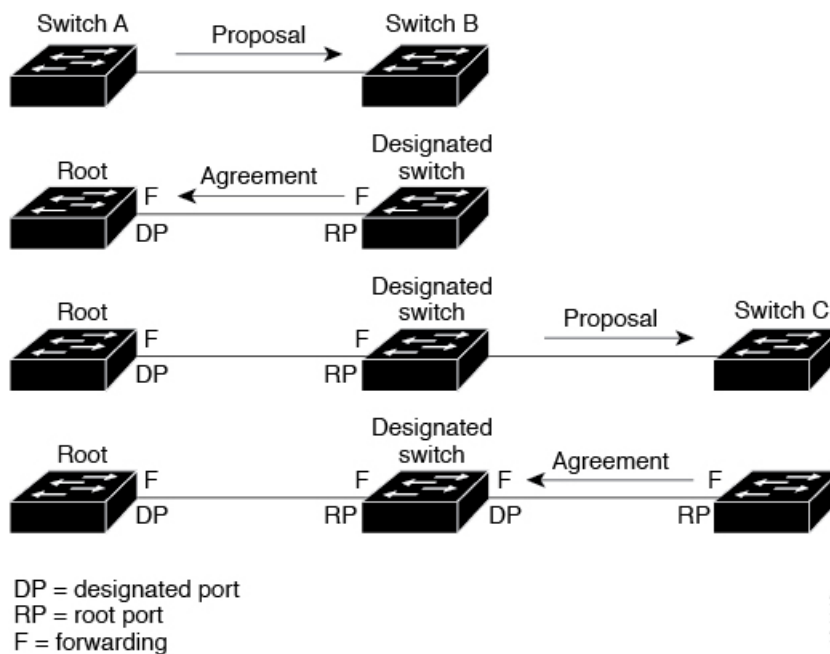 Switch A
Proposal
Switch B
Root
F
Agreement
F
Designated
switch
DP
RP
Root
F
F
Designated
switch
Proposal
Switch C
DP
RP
Root
F
F
Designated
switch
F
Agreement
F
DP
RP
DP
RP
DP = designated port
RP = root port
F = forwarding